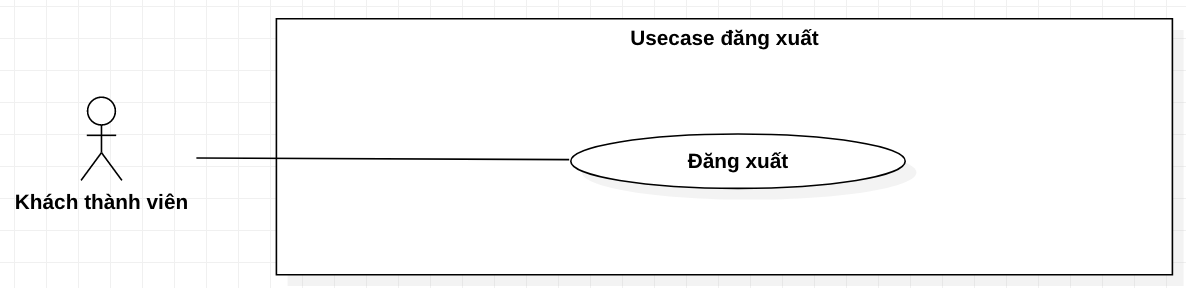 Usecase đăng xuất
Đăng xuất
Khách thành viên